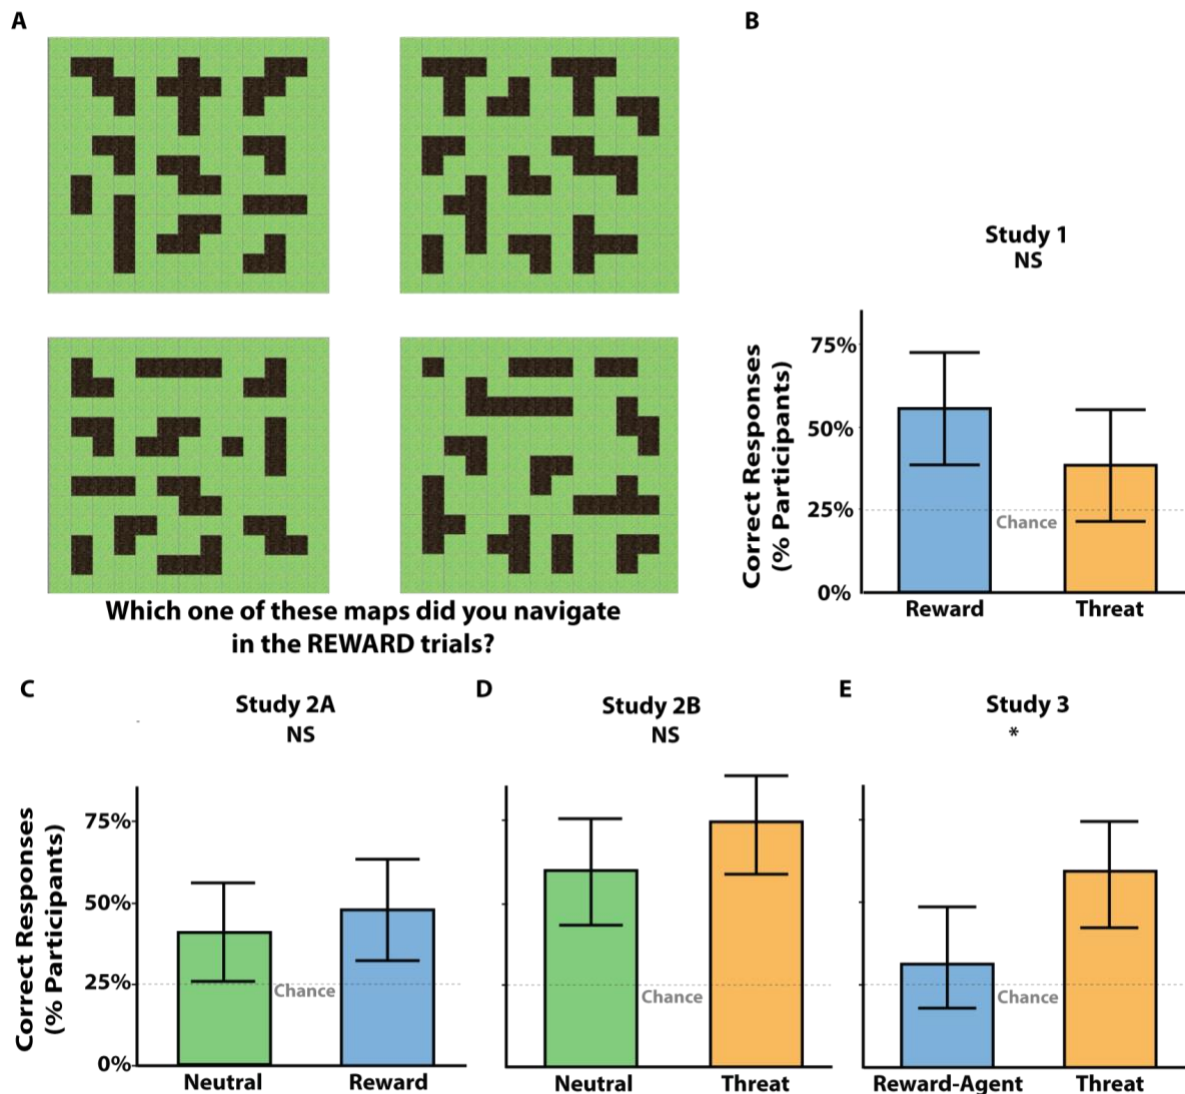 A
B
Which one of these maps did you navigate
in the REWARD trials?
Study 1
NS
Correct Responses
(% Participants)
75%
50%
25%
0%
Chance
Reward
Threat
C
Study 2A
NS
Correct Responses
(% Participants)
75%
50%
25%
0%
Chance
Neutral
Reward
D
Study 2B
NS
Chance
Neutral
Threat
E
Study 3
*
Chance
Reward-Agent
Threat